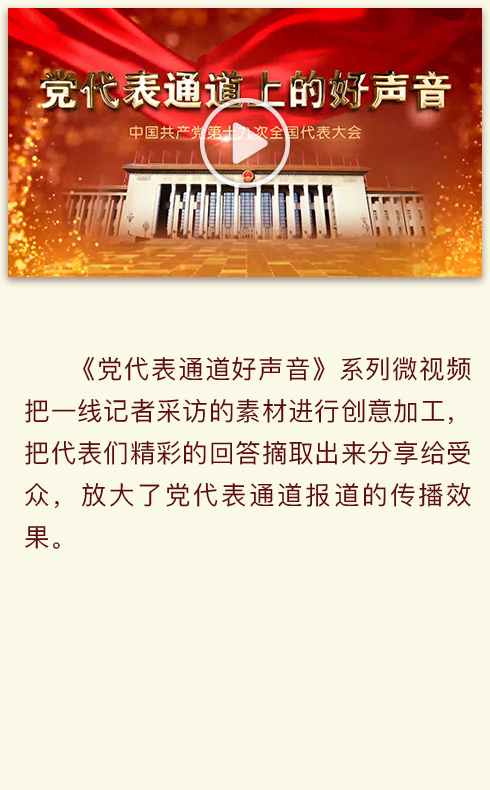 党代表通道上的好声音
中国共产党第十九次全国代表大会
《党代表通道好声音》系列微视频
把一线记者采访的素材进行创意加工，
把代表们精彩的回答摘取出来分享给受
众，放大了党代表通道报道的传播效
果。